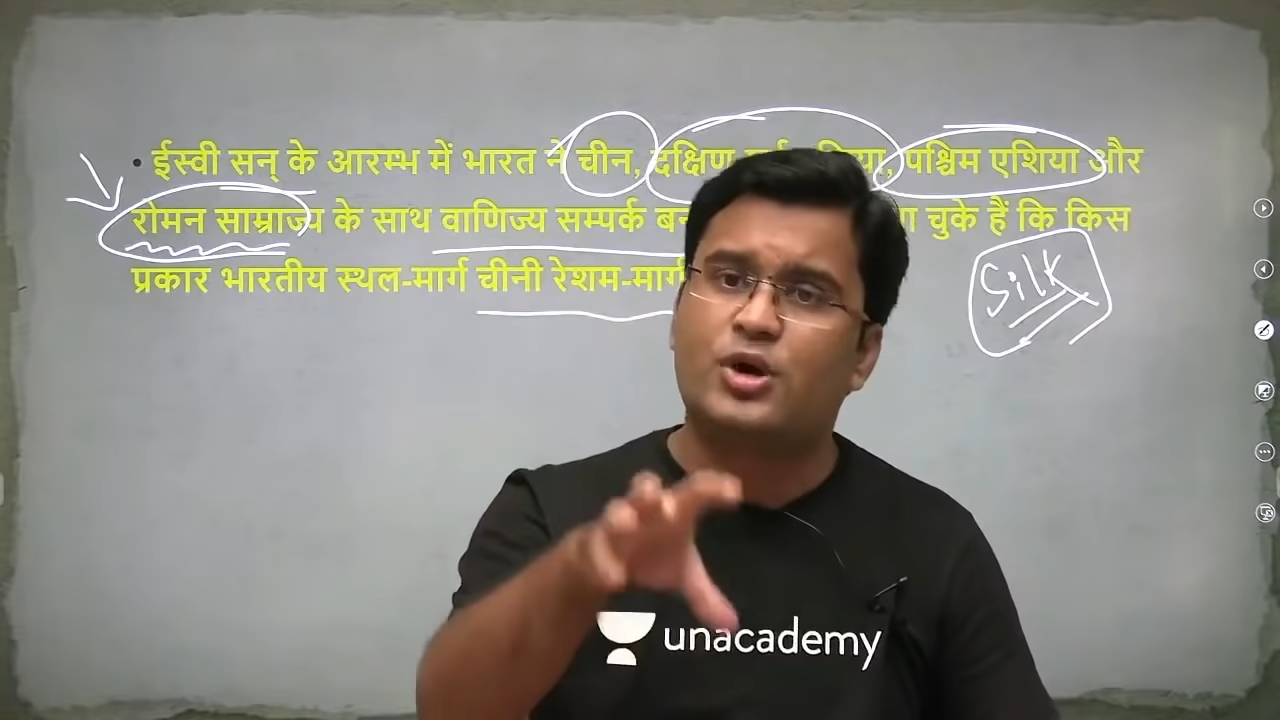 • ईस्वी सन् के आरम्भ में भारत ने चीन, दक्षिण पश्चिम एशिया और
रोमन साम्राज्य के साथ वाणिज्य सम्पर्क चुके हैं कि किस
प्रकार भारतीय स्थल-मार्ग चीनी रेशम-मार्ग
Silk
unacademy